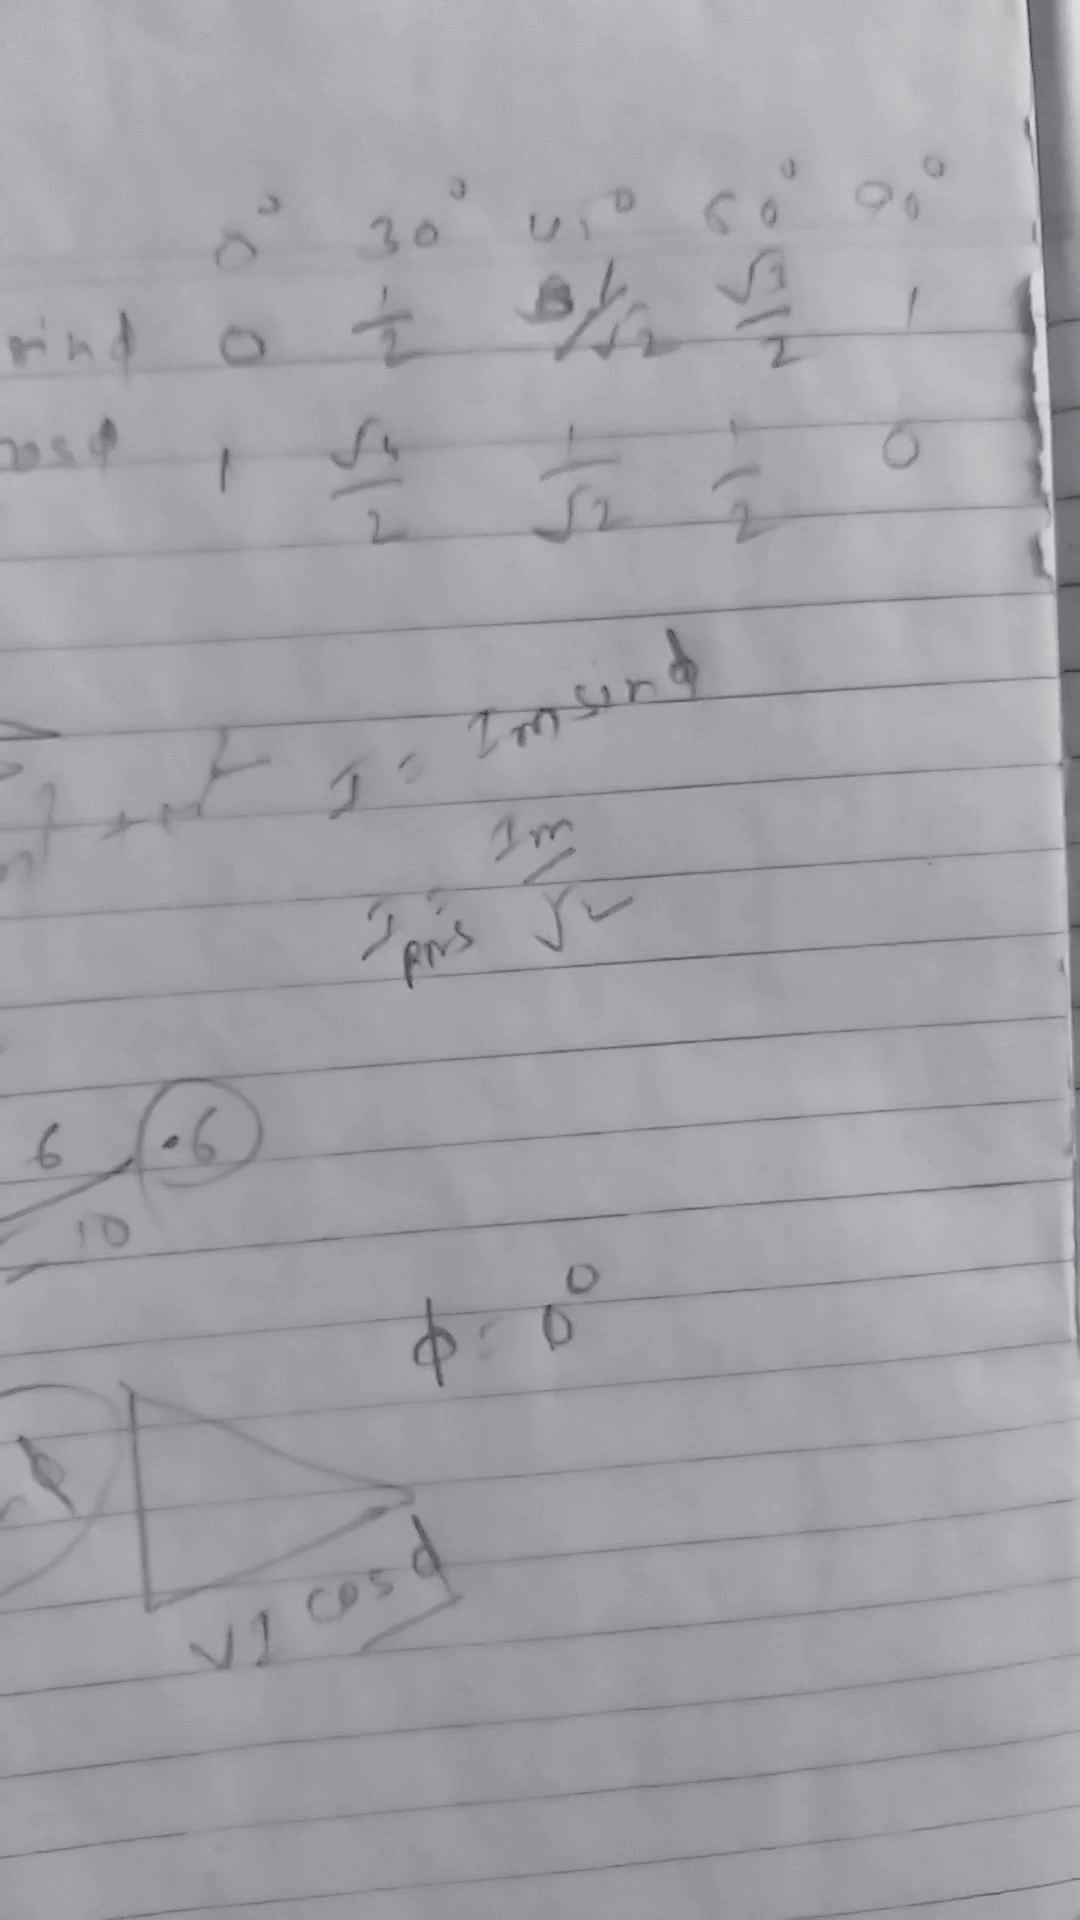 0° 30° 45° 60° 90°
sinϕ 0 1/2 1/√2 √3/2 1
cosϕ 1 /2 1/√2 1/2 0
I = Im sinϕ
Irms = Im/√2
6/10 .6
ϕ = 0°
VI cosϕ